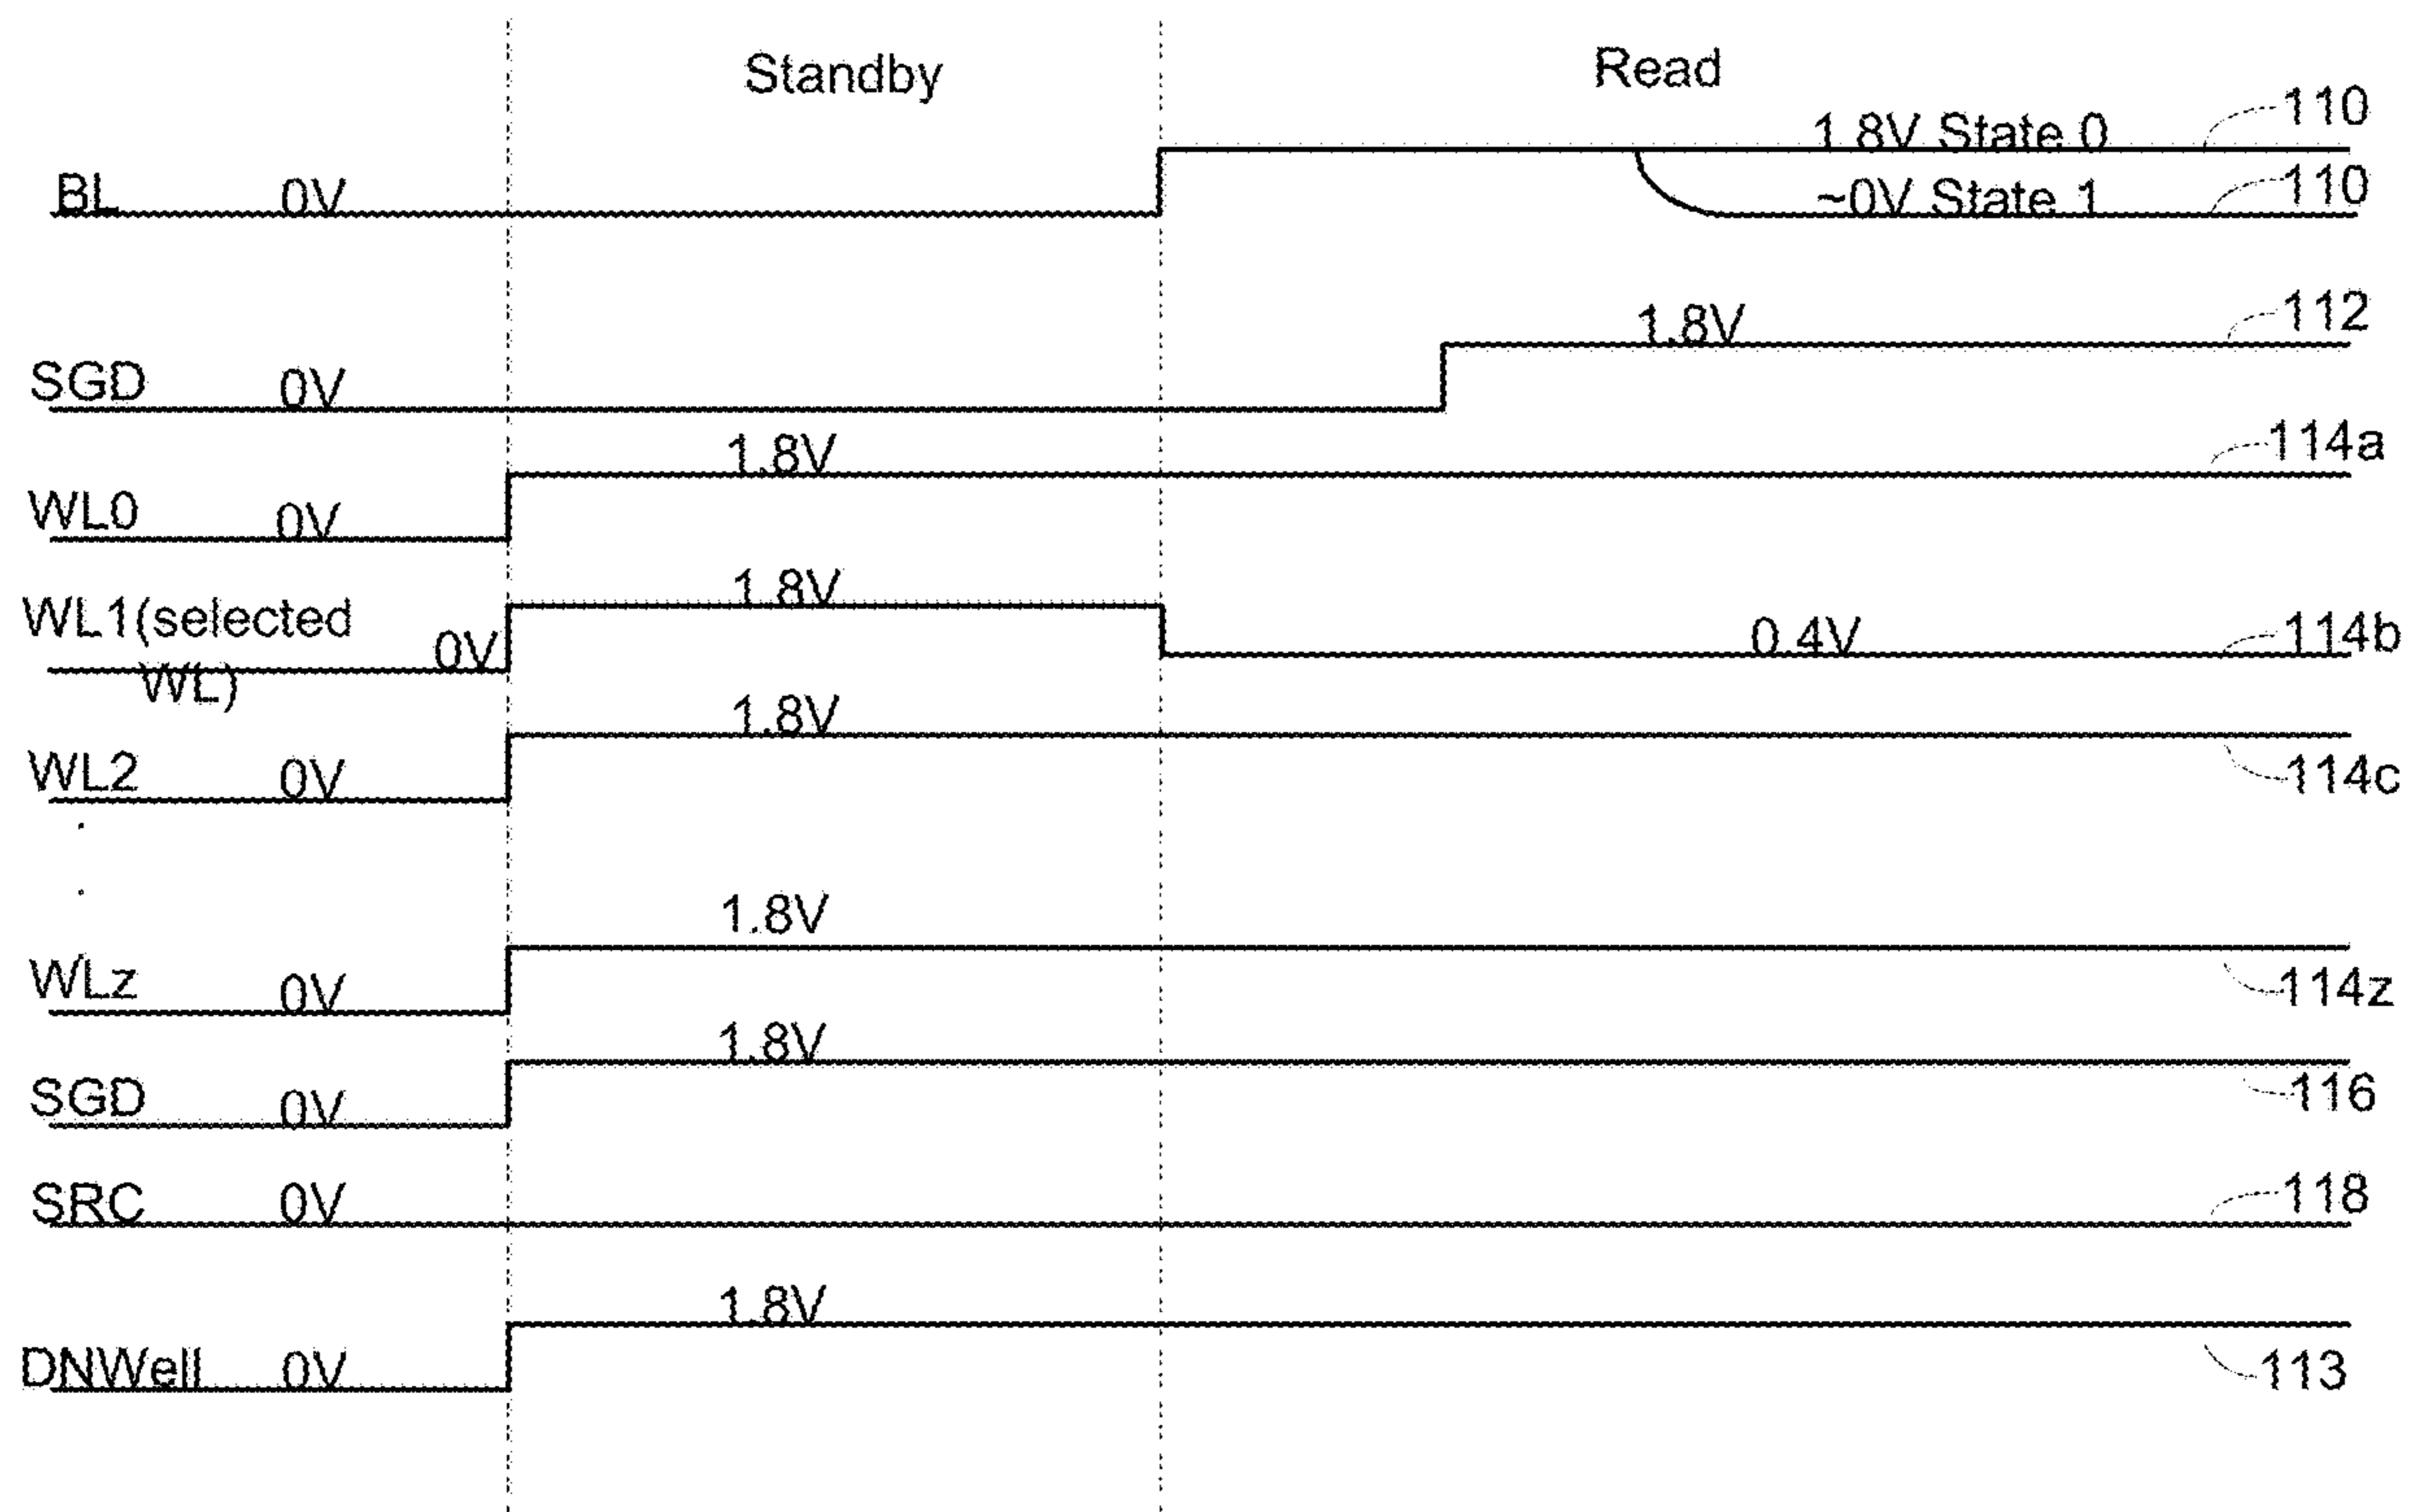 Standby
Read
1.8V State 0
110
BL
0V
~0V State 1
110
1.8V
112
SGD
0V
1.8V
114a
WL0
0V
1.8V
WL1(selected
WL)
0V
0.4V
114b
1.8V
WL2
0V
114c
.
.
1.8V
WLz
0V
114z
1.8V
SGD
0V
116
SRC
0V
118
1.8V
DNWell
0V
113